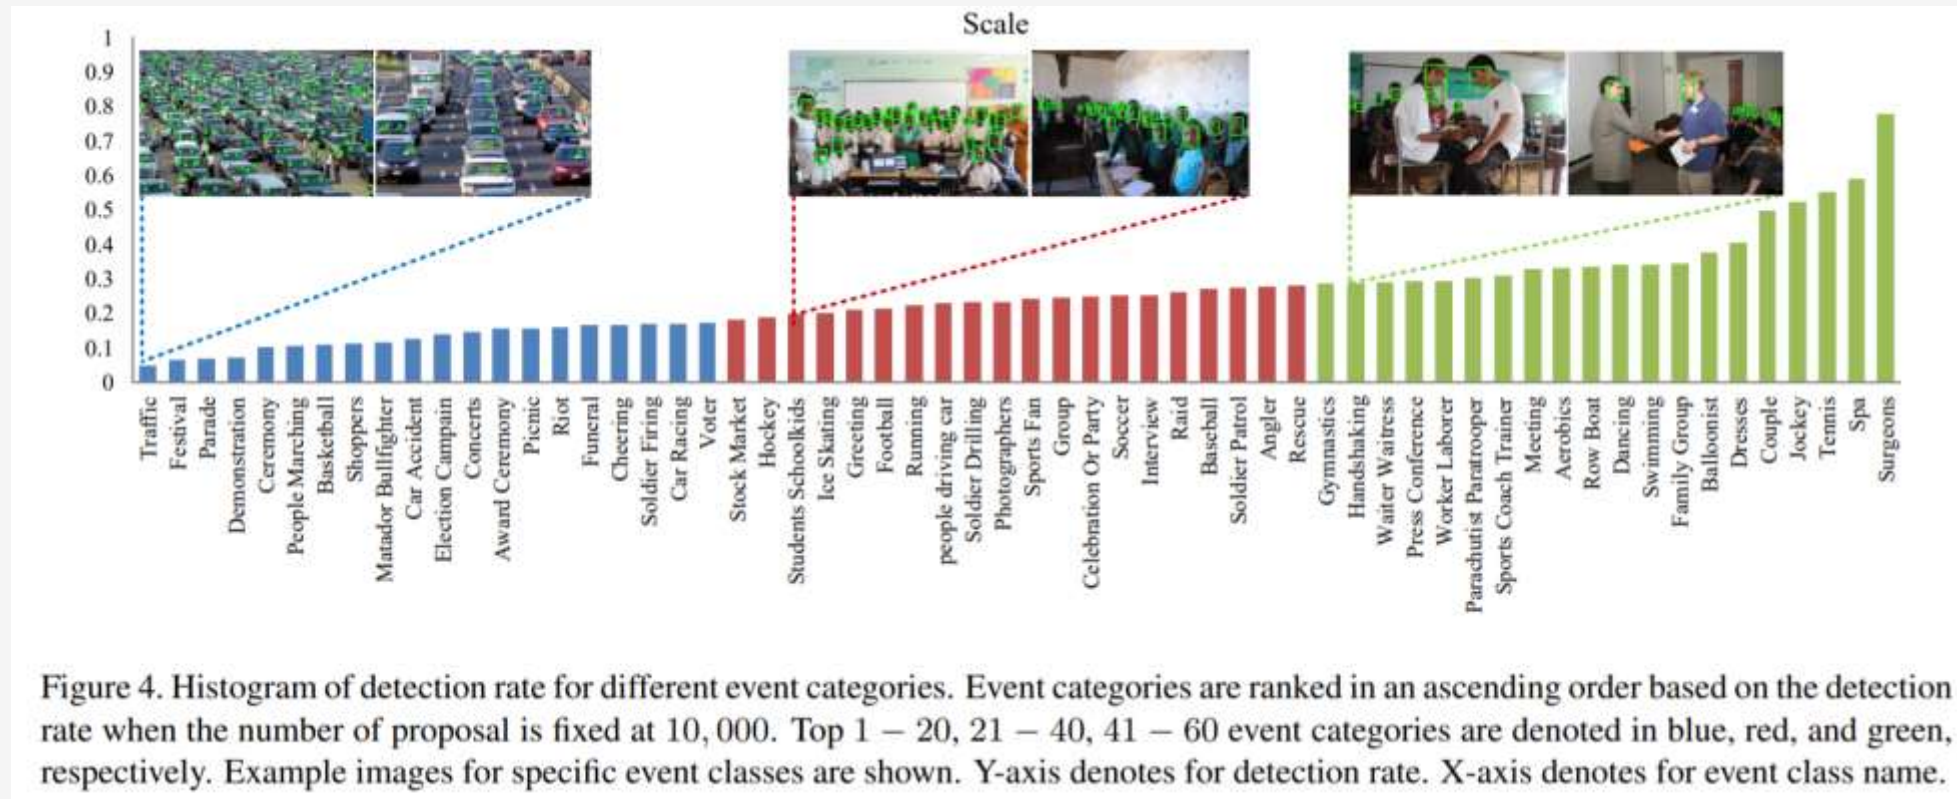 Scale
1
0.9
0.8
0.7
0.6
0.5
0.4
0.3
0.2
0.1
0
Traffic
Festival
Parade
Demonstration
Ceremony
People Marching
Basketball
Shoppers
Matador Bullfighter
Car Accident
Election Campain
Concerts
Award Ceremony
Picnic
Riot
Funeral
Cheering
Soldier Firing
Car Racing
Voter
Stock Market
Hockey
Students Schoolkids
Ice Skating
Greeting
Football
Running
people driving car
Soldier Drilling
Photographers
Sports Fan
Group
Celebration Or Party
Soccer
Interview
Raid
Baseball
Soldier Patrol
Angler
Rescue
Gymnastics
Handshaking
Waiter Waitress
Press Conference
Worker Laborer
Parachutist Paratrooper
Sports Coach Trainer
Meeting
Aerobics
Row Boat
Dancing
Swimming
Family Group
Balloonist
Dresses
Couple
Jockey
Tennis
Spa
Surgeons
Figure 4. Histogram of detection rate for different event categories. Event categories are ranked in an ascending order based on the detection
rate when the number of proposal is fixed at 10, 000. Top 1 − 20, 21 − 40, 41 − 60 event categories are denoted in blue, red, and green,
respectively. Example images for specific event classes are shown. Y-axis denotes for detection rate. X-axis denotes for event class name.